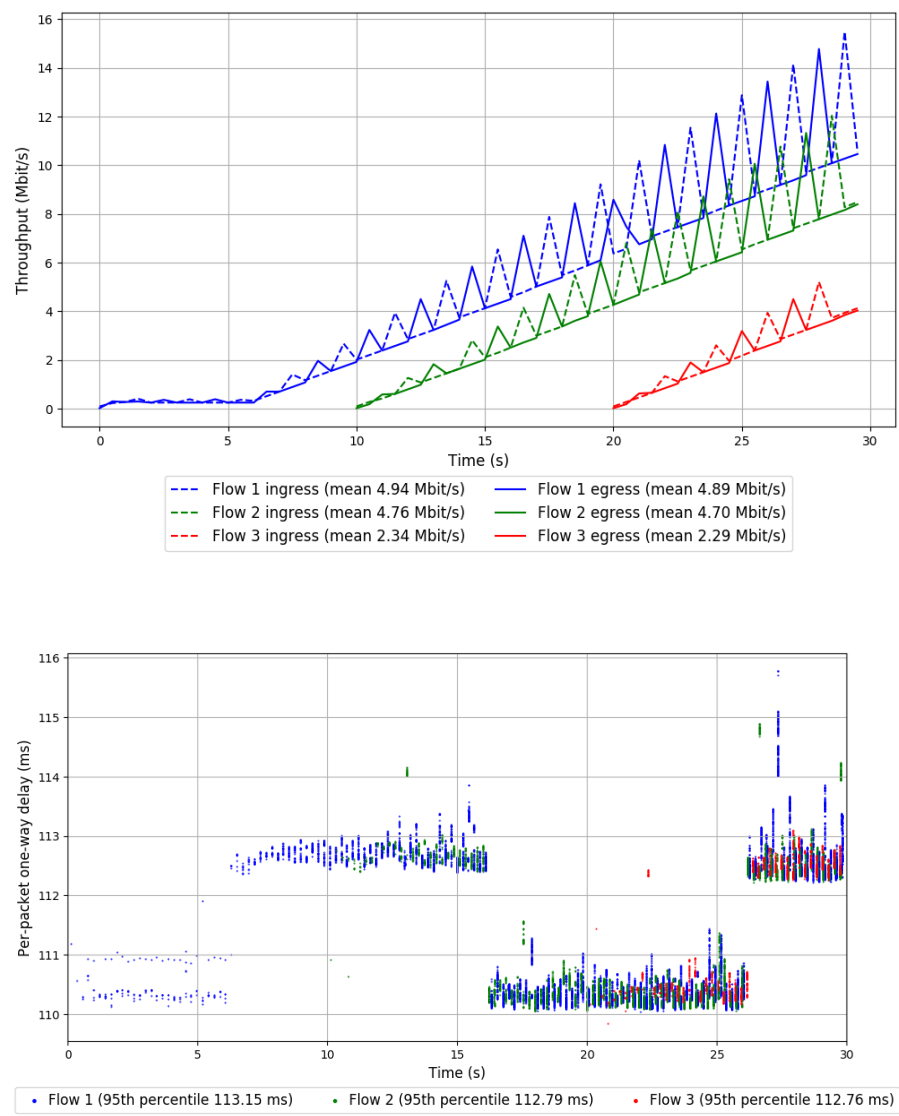 16
14
12
10
8
6
4
2
0
Throughput (Mbit/s)
0 5 10 15 20 25 30
Time (s)
Flow 1 ingress (mean 4.94 Mbit/s) Flow 1 egress (mean 4.89 Mbit/s)
Flow 2 ingress (mean 4.76 Mbit/s) Flow 2 egress (mean 4.70 Mbit/s)
Flow 3 ingress (mean 2.34 Mbit/s) Flow 3 egress (mean 2.29 Mbit/s)
116
115
114
113
112
111
110
Per-packet one-way delay (ms)
0 5 10 15 20 25 30
Time (s)
Flow 1 (95th percentile 113.15 ms) Flow 2 (95th percentile 112.79 ms) Flow 3 (95th percentile 112.76 ms)